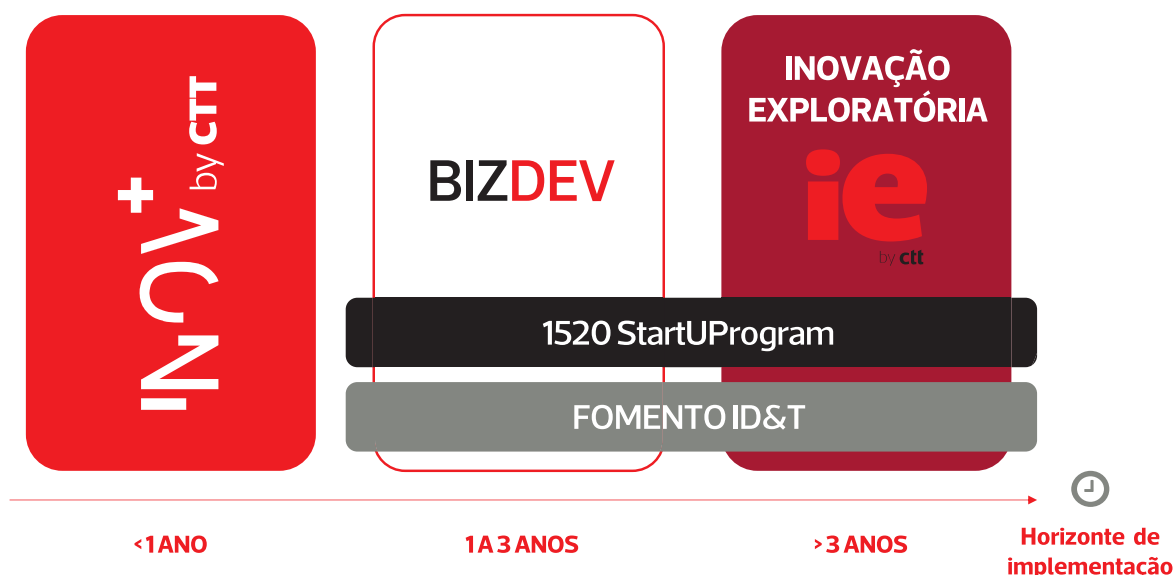 INOV+ by CTT
BIZDEV
INOVAÇÃO
EXPLORATÓRIA
ie
by ctt
1520 StartUProgram
FOMENTO ID&T
<1 ANO
1 A 3 ANOS
>3 ANOS
Horizonte de
implementação